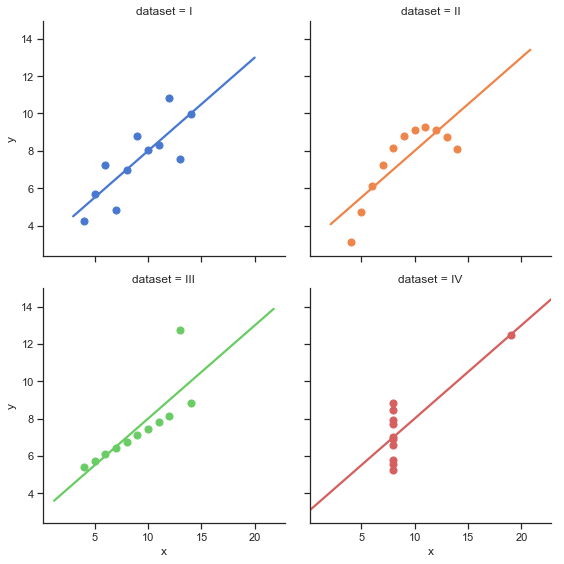 dataset = I
dataset = II
14
12
10
8
6
4
y
dataset = III
dataset = IV
14
12
10
8
6
4
y
5
10
15
20
x
5
10
15
20
x